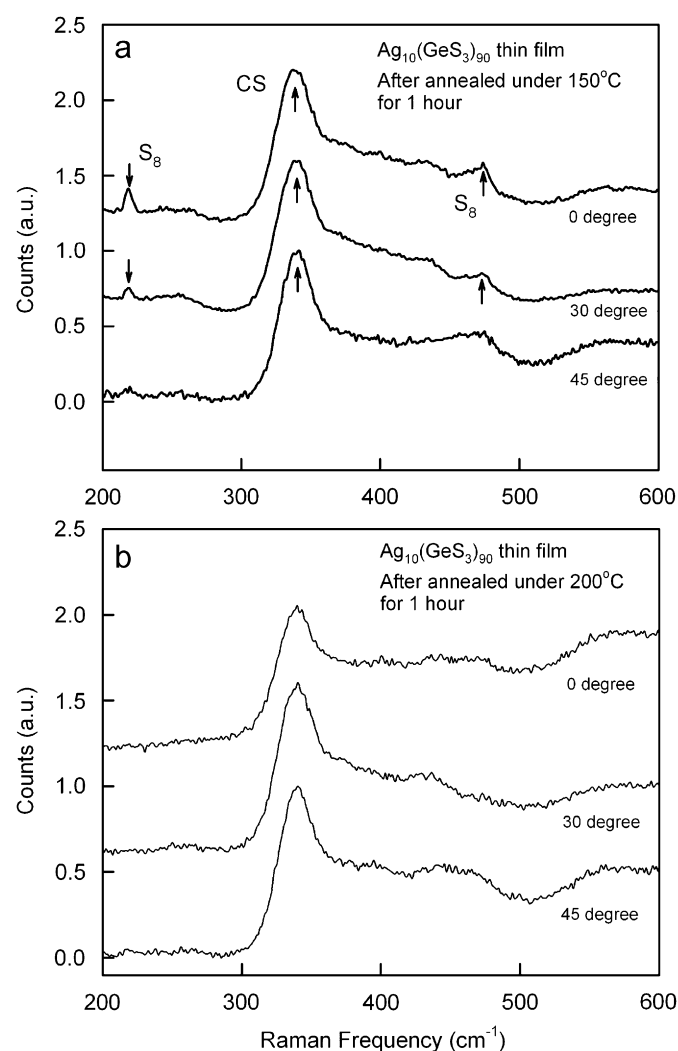 2.5
a
Ag10(GeS3)90 thin film
After annealed under 150°C
for 1 hour
CS
2.0
S8
1.5
S8
0 degree
Counts (a.u.)
1.0
30 degree
0.5
45 degree
0.0
200 300 400 500 600
2.5
b
Ag10(GeS3)90 thin film
After annealed under 200°C
for 1 hour
2.0
0 degree
1.5
Counts (a.u.)
1.0
30 degree
0.5
45 degree
0.0
200 300 400 500 600
Raman Frequency (cm-1)